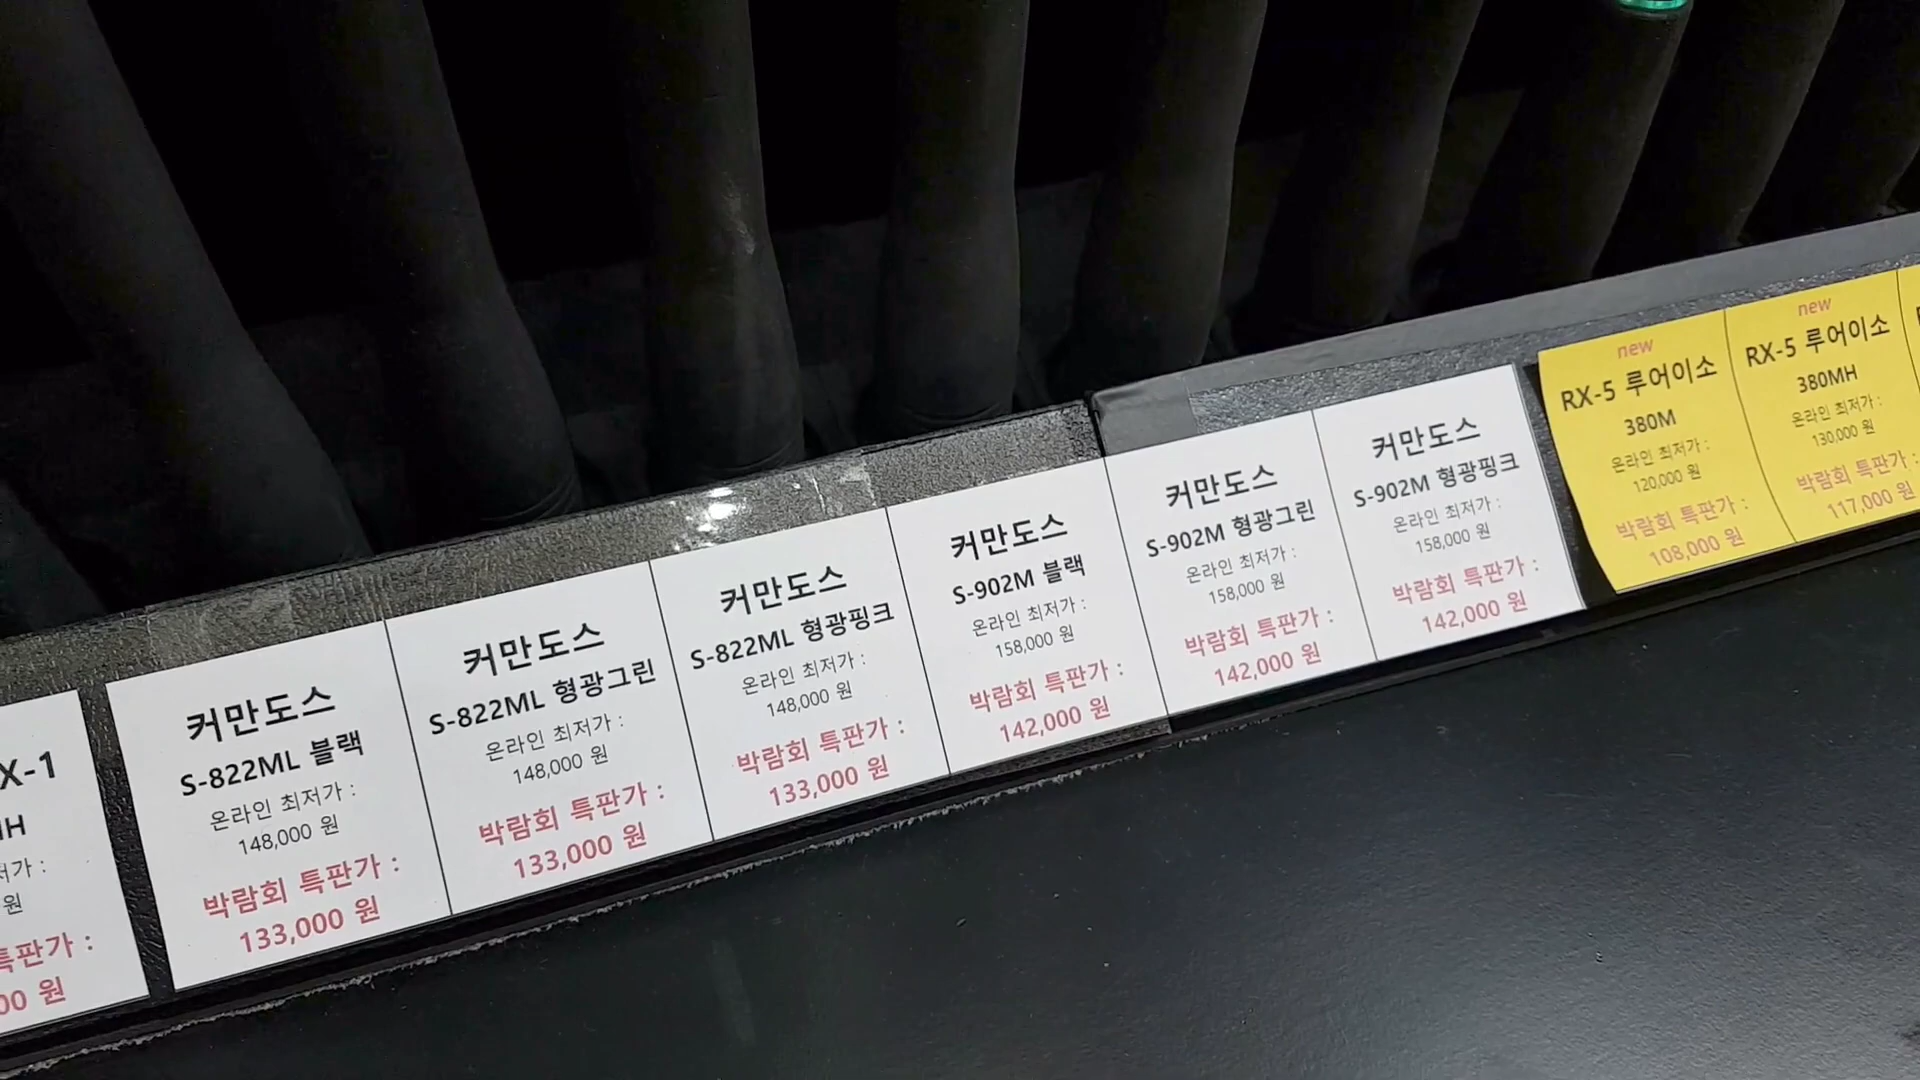 X-1
저가 :
원
특판가 :
00 원
커만도스
S-822ML 블랙
온라인 최저가 :
148,000 원
박람회 특판가 :
133,000 원
커만도스
S-822ML 형광그린
온라인 최저가 :
148,000 원
박람회 특판가 :
133,000 원
커만도스
S-822ML 형광핑크
온라인 최저가 :
148,000 원
박람회 특판가 :
133,000 원
커만도스
S-902M 블랙
온라인 최저가 :
158,000 원
박람회 특판가 :
142,000 원
커만도스
S-902M 형광그린
온라인 최저가 :
158,000 원
박람회 특판가 :
142,000 원
커만도스
S-902M 형광핑크
온라인 최저가 :
158,000 원
박람회 특판가 :
142,000 원
new
RX-5 루어이소
380M
온라인 최저가 :
120,000 원
박람회 특판가 :
108,000 원
new
RX-5 루어이소
380MH
온라인 최저가 :
130,000 원
박람회 특판가 :
117,000 원